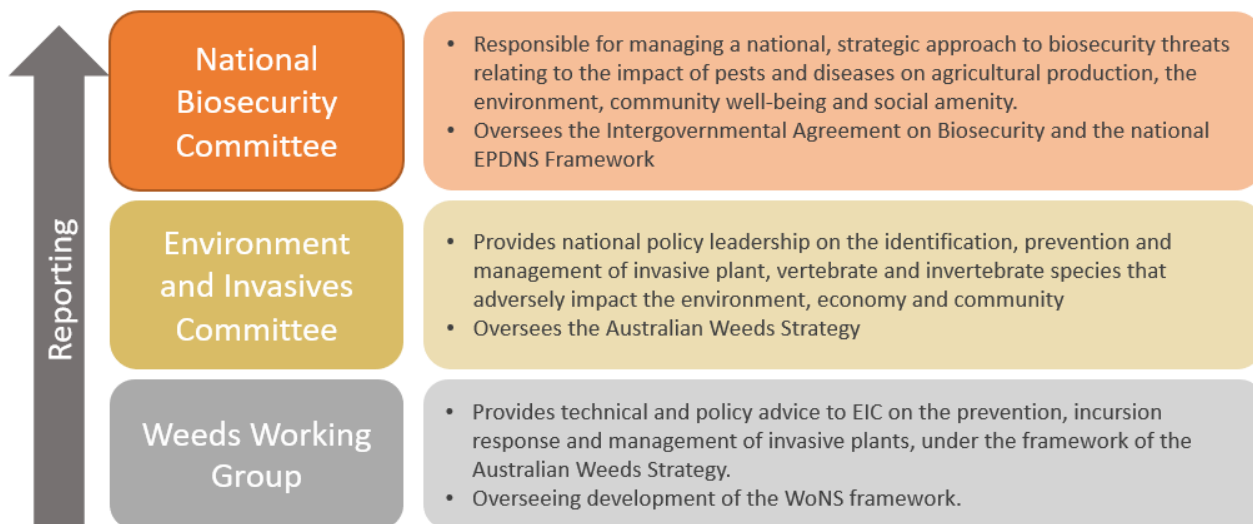 Reporting
National
Biosecurity
Committee
• Responsible for managing a national, strategic approach to biosecurity threats
relating to the impact of pests and diseases on agricultural production, the
environment, community well-being and social amenity.
• Oversees the Intergovernmental Agreement on Biosecurity and the national
EPDNS Framework
Environment
and Invasives
Committee
• Provides national policy leadership on the identification, prevention and
management of invasive plant, vertebrate and invertebrate species that
adversely impact the environment, economy and community
• Oversees the Australian Weeds Strategy
Weeds Working
Group
• Provides technical and policy advice to EIC on the prevention, incursion
response and management of invasive plants, under the framework of the
Australian Weeds Strategy.
• Overseeing development of the WoNS framework.